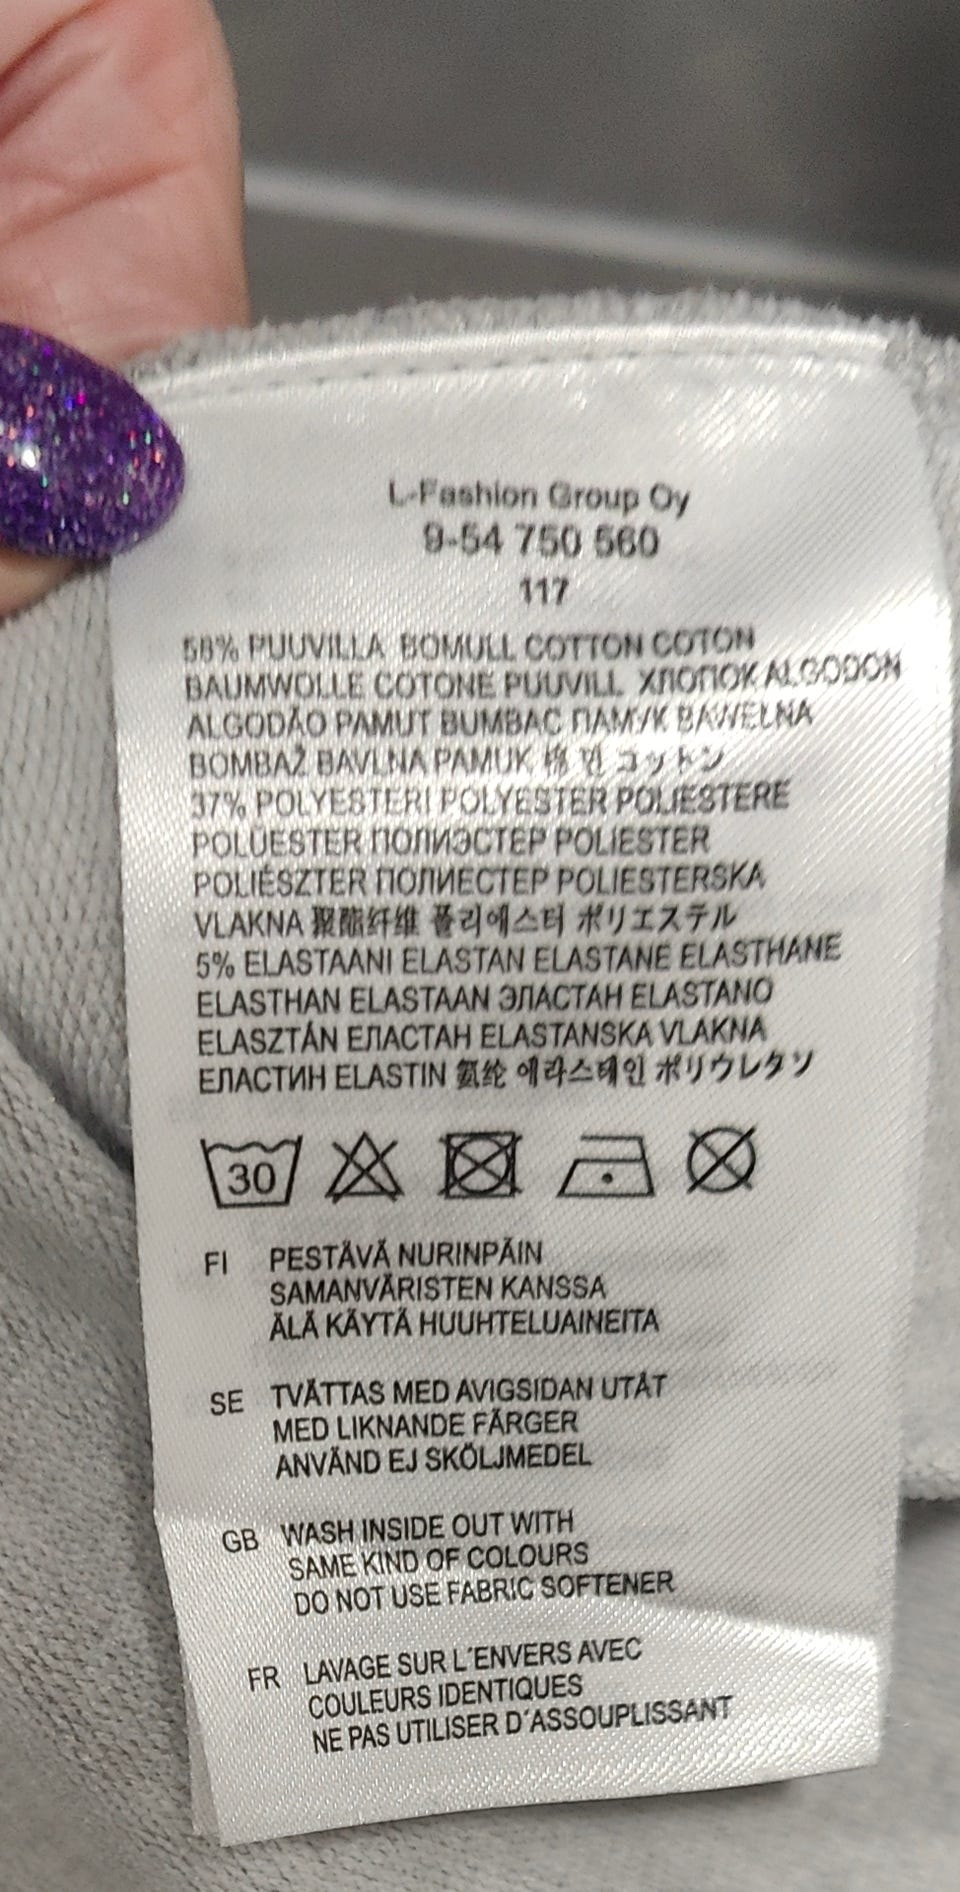 L-Fashion Group Oy
9-54 750 560
117
58% PUUVILLA BOMULL COTTON COTON
BAUMWOLLE COTONE PUUVILL ХЛОПОК ALGODON
ALGODÃO PAMUT BUMBAC ПАМУК BAWEŁNA
BOMBAŽ BAVLNA PAMUK 棉 면 コットン
37% POLYESTERI POLYESTER POLIESTERE
POLÜESTER ПОЛИЭСТЕР POLIESTER
POLIÉSZTER ПОЛИЕСТЕР POLIESTERSKA
VLAKNA 聚酯纤维 폴리에스터 ポリエステル
5% ELASTAANI ELASTAN ELASTANE ELASTHANE
ELASTHAN ELASTAAN ЭЛАСТАН ELASTANO
ELASZTÁN ЕЛАСТАН ELASTANSKA VLAKNA
ЕЛАСТИН ELASTIN 氨纶 에라스테인 ポリウレタソ
30
FI PESTÄVÄ NURINPÄIN
SAMANVÄRISTEN KANSSA
ÄLÄ KÄYTÄ HUUHTELUAINEITA
SE TVÄTTAS MED AVIGSIDAN UTÅT
MED LIKNANDE FÄRGER
ANVÄND EJ SKÖLJMEDEL
GB WASH INSIDE OUT WITH
SAME KIND OF COLOURS
DO NOT USE FABRIC SOFTENER
FR LAVAGE SUR L´ENVERS AVEC
COULEURS IDENTIQUES
NE PAS UTILISER D´ASSOUPLISSANT